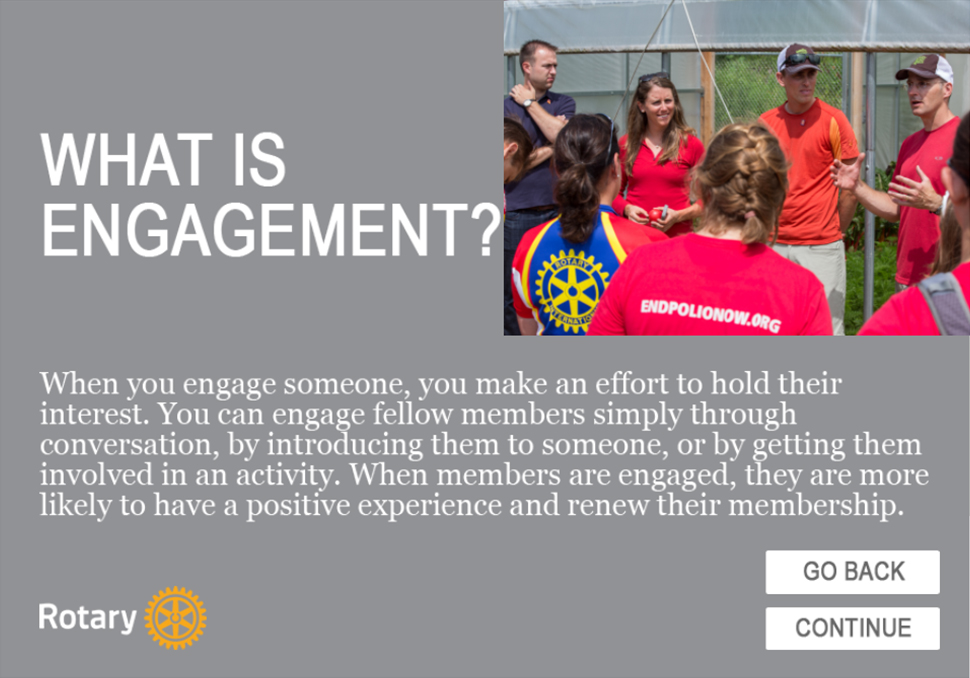 WHAT IS
ENGAGEMENT?
ROTARY
INTERNATIONAL
ENDPOLIONOW.ORG
When you engage someone, you make an effort to hold their
interest. You can engage fellow members simply through
conversation, by introducing them to someone, or by getting them
involved in an activity. When members are engaged, they are more
likely to have a positive experience and renew their membership.
GO BACK
Rotary
CONTINUE